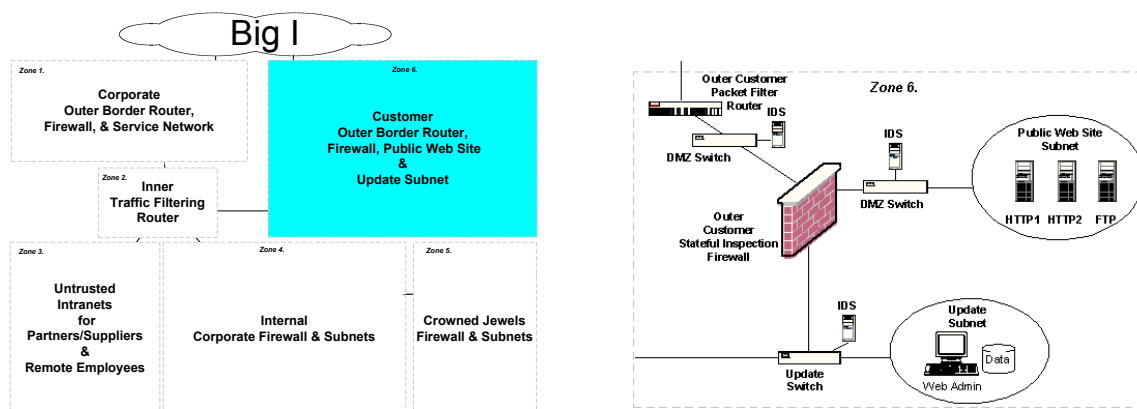 Big I
Zone 1.
Corporate
Outer Border Router,
Firewall, & Service Network
Zone 6.
Customer
Outer Border Router,
Firewall, Public Web Site
&
Update Subnet
Zone 2.
Inner
Traffic Filtering
Router
Zone 3.
Untrusted
Intranets
for
Partners/Suppliers
&
Remote Employees
Zone 4.
Internal
Corporate Firewall & Subnets
Zone 5.
Crowned Jewels
Firewall & Subnets
Outer Customer
Packet Filter
Router
Zone 6.
IDS
DMZ Switch
IDS
DMZ Switch
Public Web Site
Subnet
HTTP1
HTTP2
FTP
Outer
Customer
Stateful Inspection
Firewall
IDS
Update
Switch
Update
Subnet
Data
Web Admin